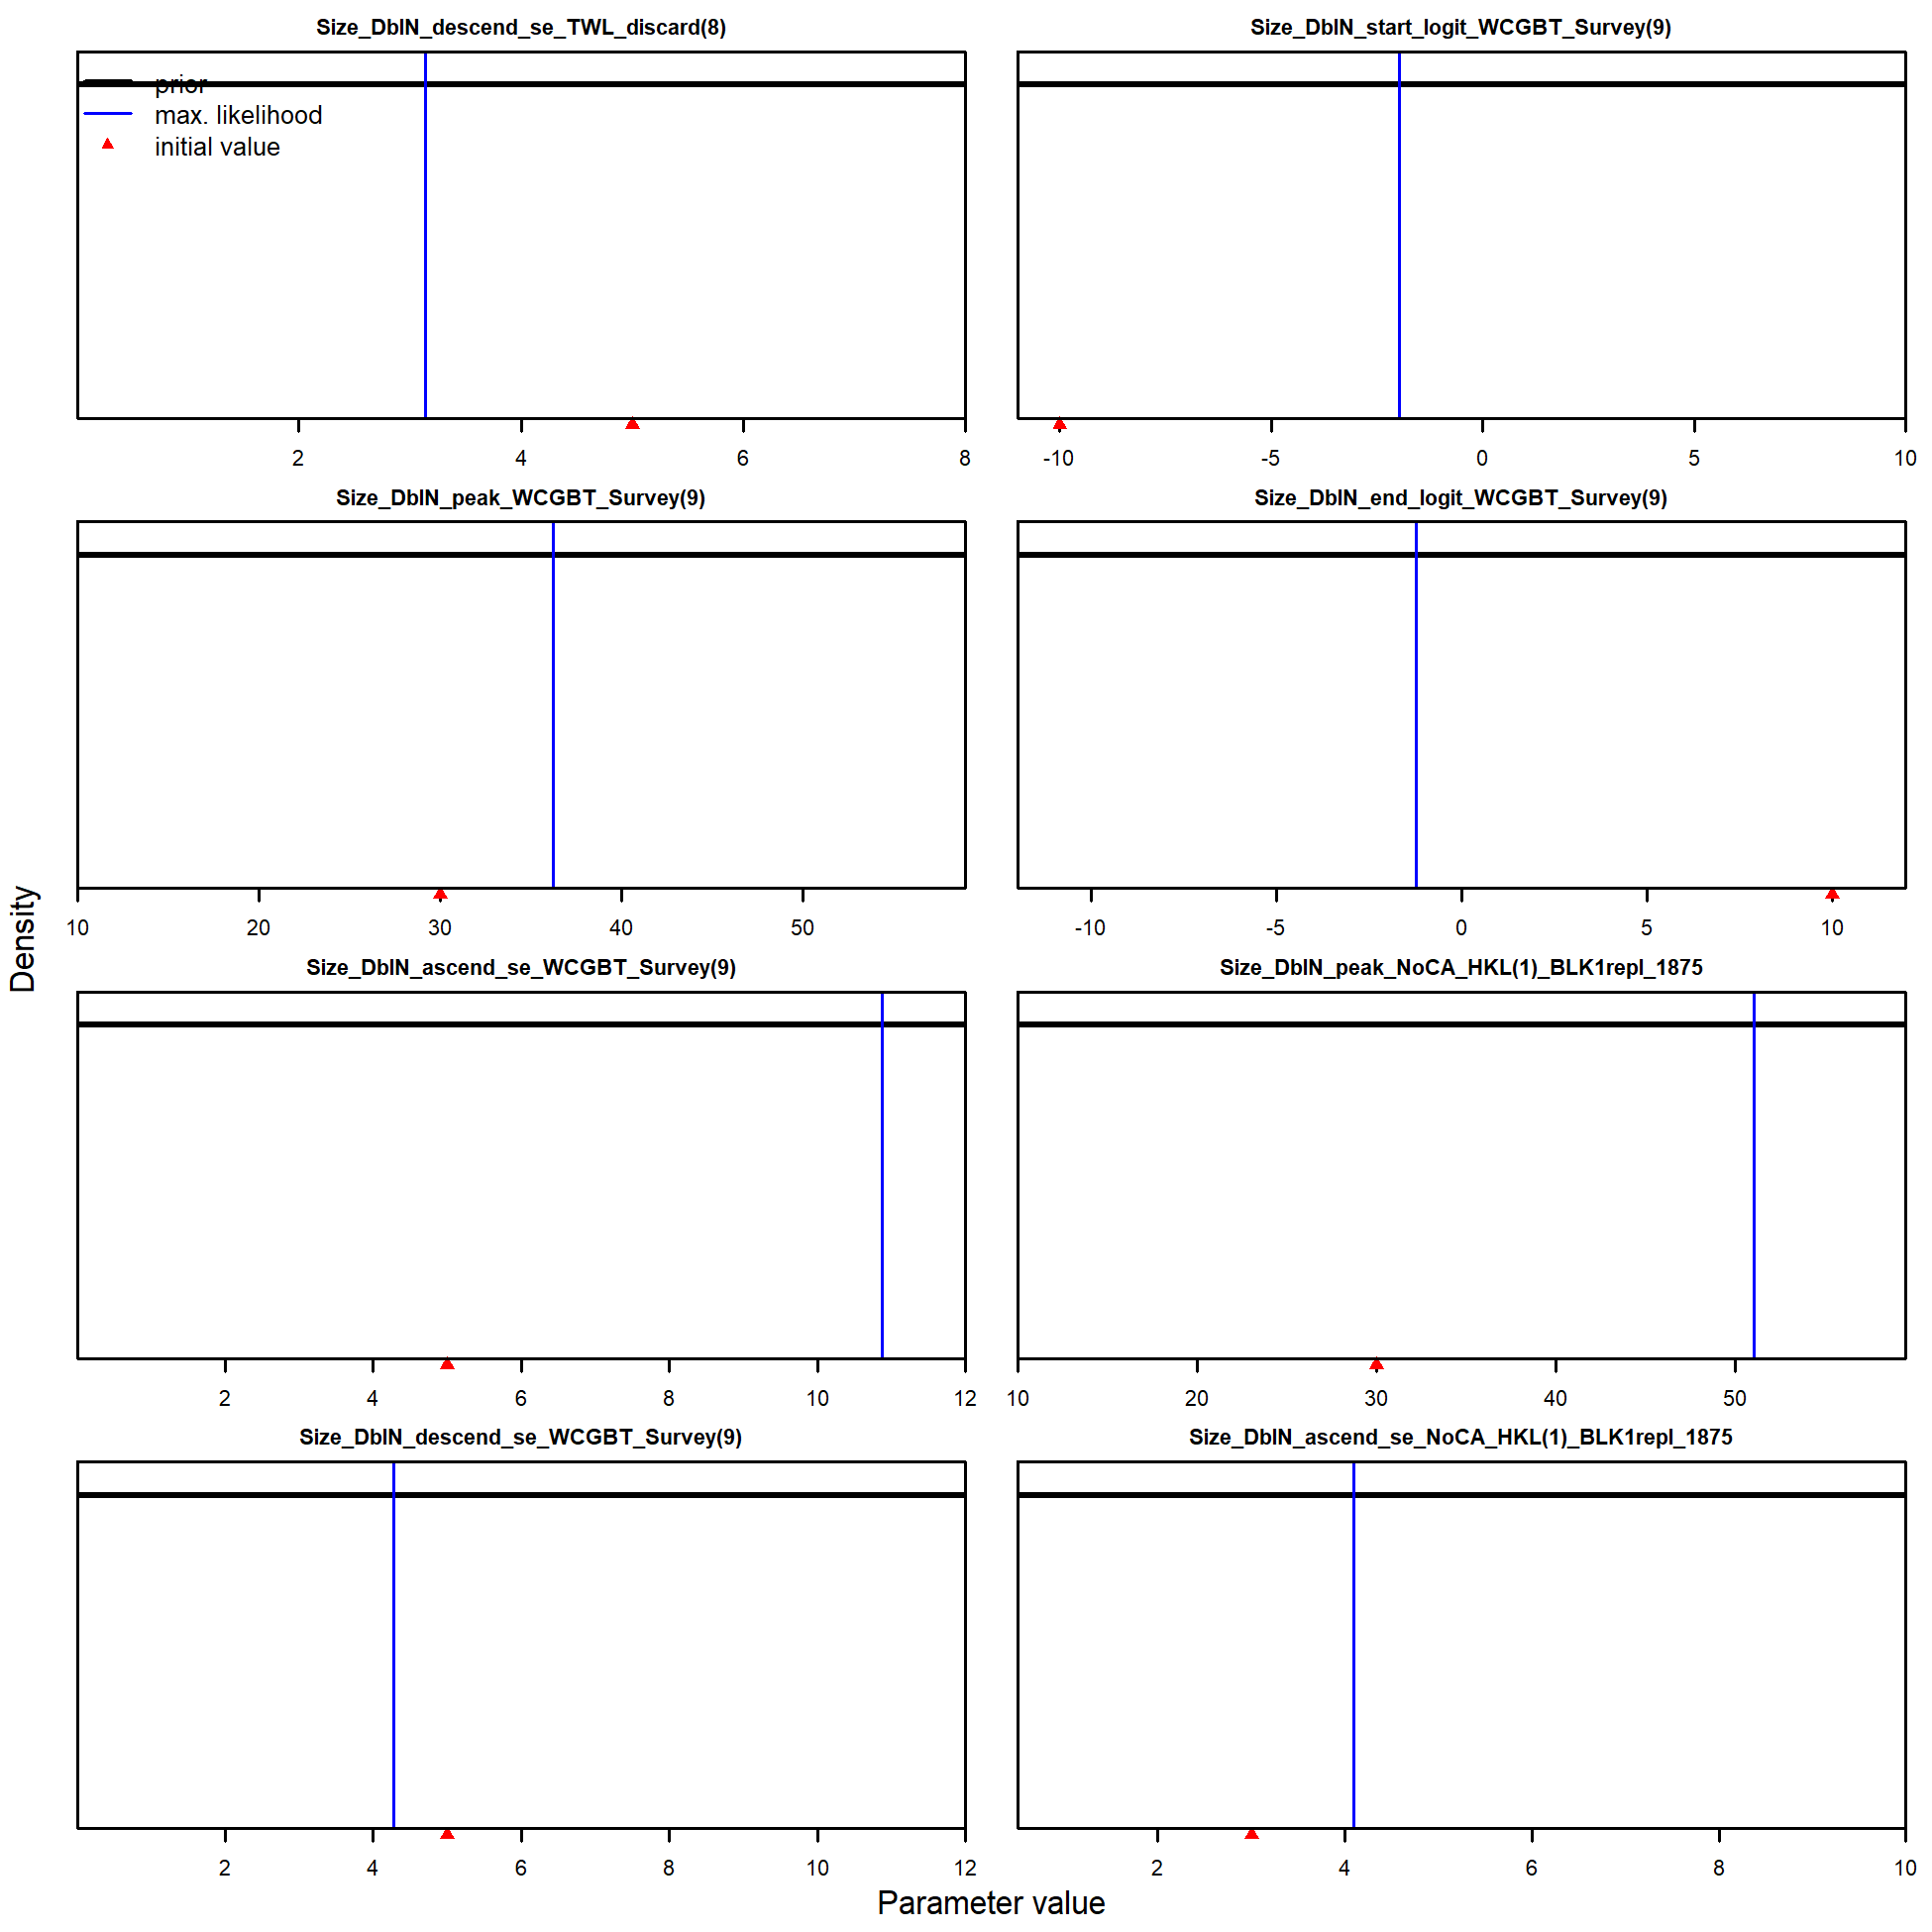 Size_DblN_descend_se_TWL_discard(8)
prior
max. likelihood
initial value
2 4 6 8
Size_DblN_start_logit_WCGBT_Survey(9)
-10 -5 0 5 10
Size_DblN_peak_WCGBT_Survey(9)
10 20 30 40 50
Size_DblN_end_logit_WCGBT_Survey(9)
-10 -5 0 5 10
Size_DblN_ascend_se_WCGBT_Survey(9)
2 4 6 8 10 12
Size_DblN_peak_NoCA_HKL(1)_BLK1repl_1875
10 20 30 40 50
Size_DblN_descend_se_WCGBT_Survey(9)
2 4 6 8 10 12
Size_DblN_ascend_se_NoCA_HKL(1)_BLK1repl_1875
2 4 6 8 10
Density
Parameter value